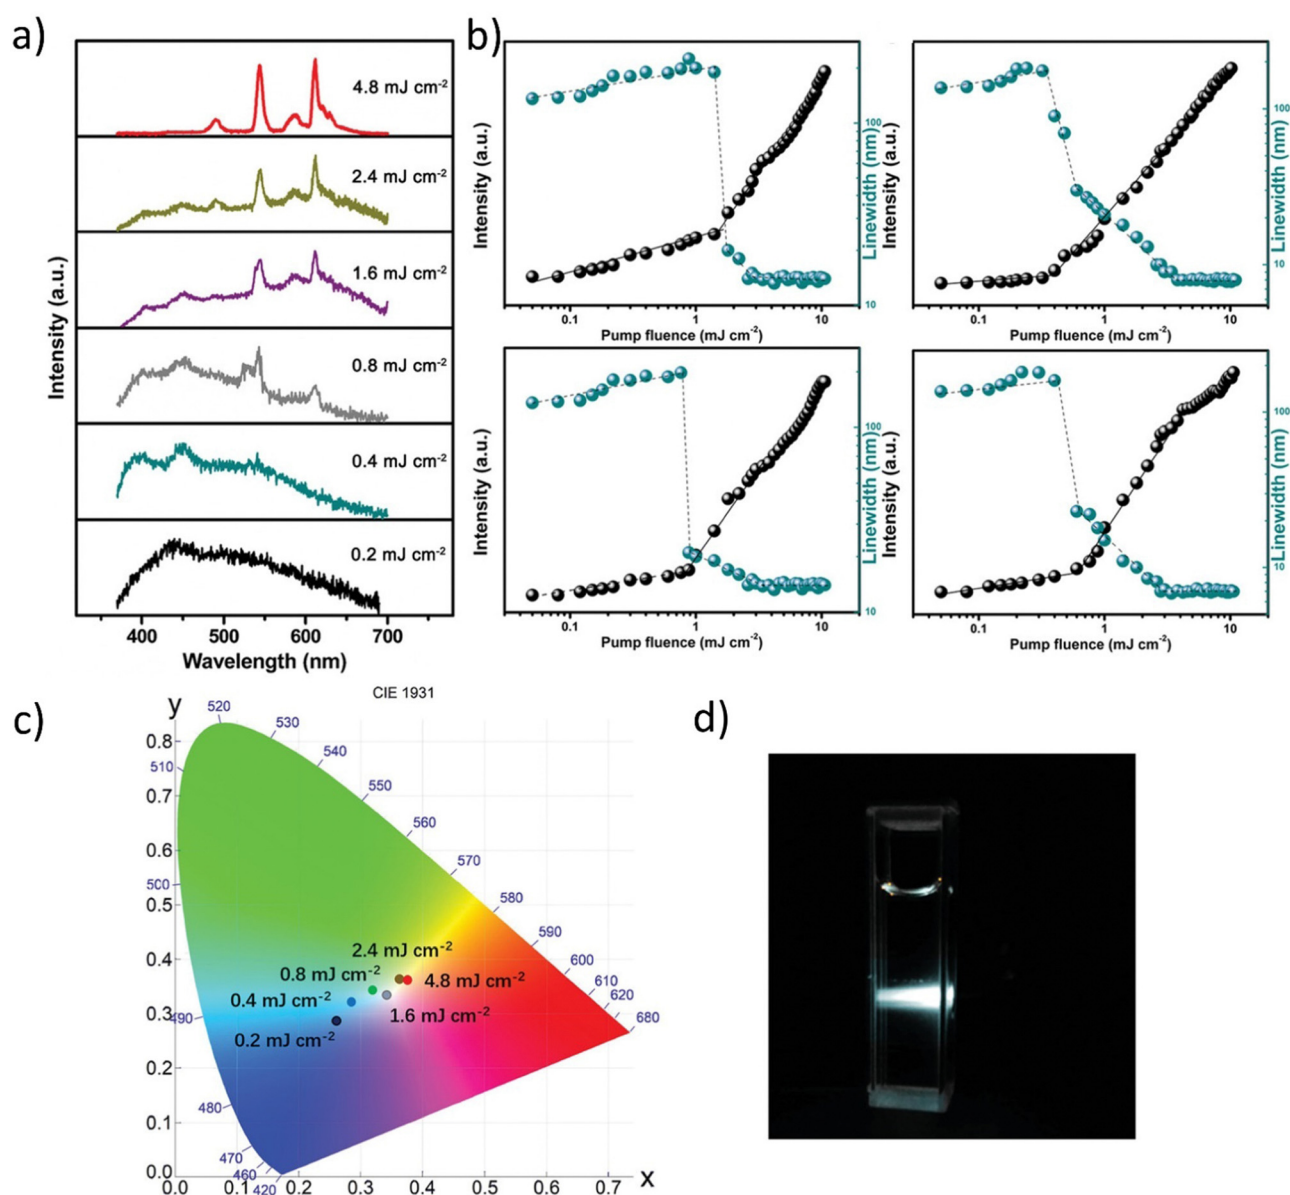 a)
4.8 mJ cm⁻²
2.4 mJ cm⁻²
1.6 mJ cm⁻²
0.8 mJ cm⁻²
0.4 mJ cm⁻²
0.2 mJ cm⁻²
Intensity (a.u.)
400 500 600 700
Wavelength (nm)
b)
Intensity (a.u.)
100
10
Linewidth (nm)
0.1 1 10
Pump fluence (mJ cm⁻²)
Intensity (a.u.)
100
10
Linewidth (nm)
0.1 1 10
Pump fluence (mJ cm⁻²)
Intensity (a.u.)
100
10
Linewidth (nm)
0.1 1 10
Pump fluence (mJ cm⁻²)
Intensity (a.u.)
100
10
Linewidth (nm)
0.1 1 10
Pump fluence (mJ cm⁻²)
c)
CIE 1931
y
0.8
0.7
0.6
0.5
0.4
0.3
0.2
0.1
0.0
520
530
540
550
560
570
580
590
600
610
620
680
510
500
490
480
470
460
420
2.4 mJ cm⁻²
0.8 mJ cm⁻²
4.8 mJ cm⁻²
0.4 mJ cm⁻²
1.6 mJ cm⁻²
0.2 mJ cm⁻²
0.0 0.1 0.2 0.3 0.4 0.5 0.6 0.7
x
d)